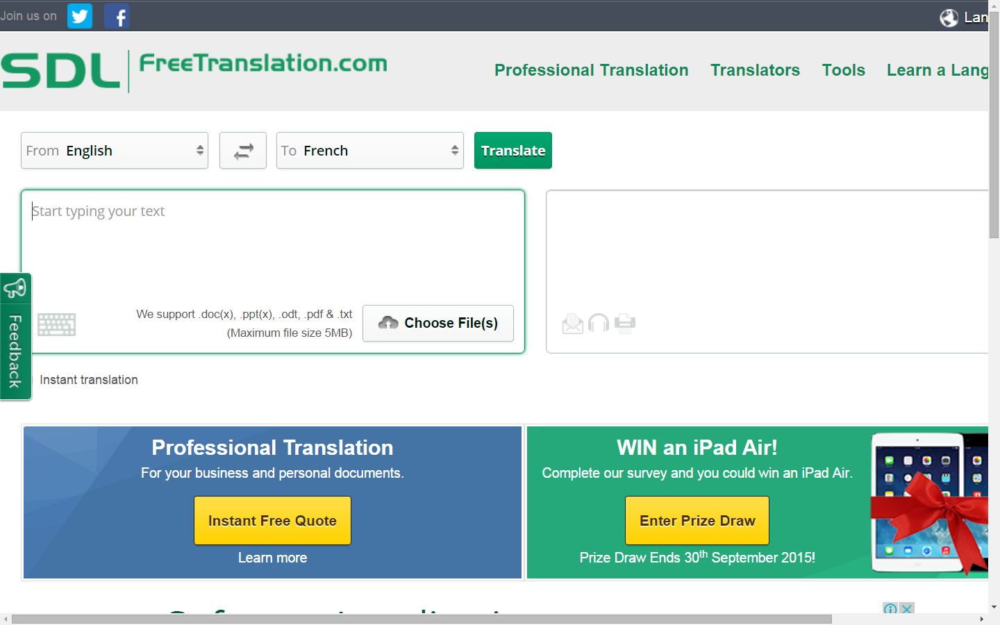 Join us on
Lan
SDL FreeTranslation.com
Professional Translation Translators Tools Learn a Lang
From English To French Translate
Start typing your text
We support .doc(x), .ppt(x), .odt, .pdf & .txt
(Maximum file size 5MB)
Choose File(s)
Feedback
Instant translation
Professional Translation
For your business and personal documents.
Instant Free Quote
Learn more
WIN an iPad Air!
Complete our survey and you could win an iPad Air.
Enter Prize Draw
Prize Draw Ends 30th September 2015!